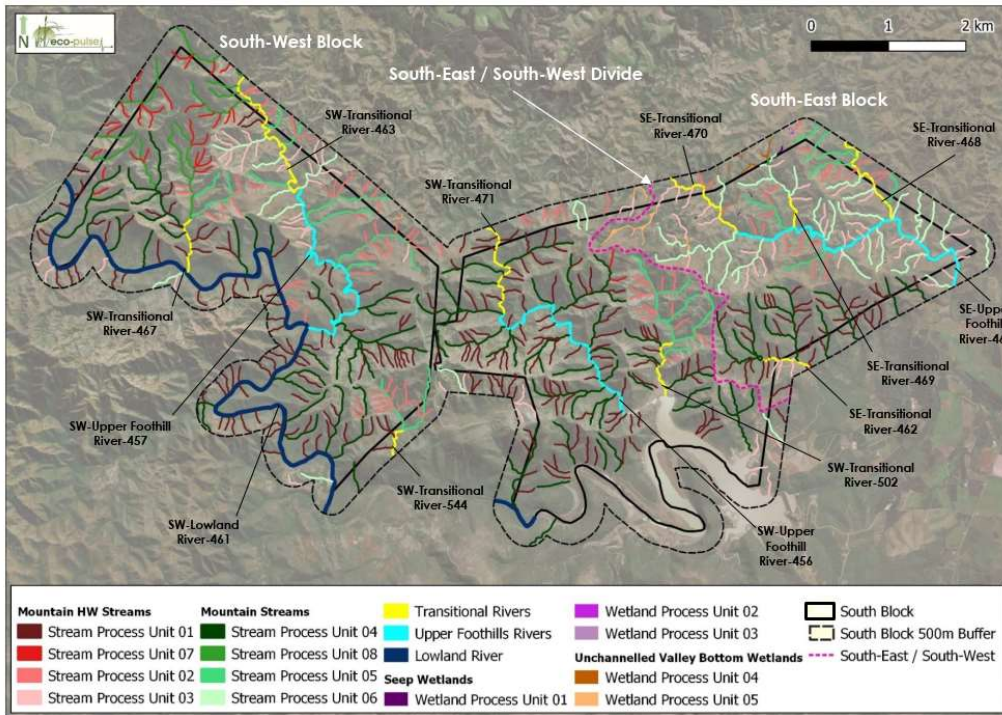 N
eco-pulse
South-West Block
0 1 2 km
South-East / South-West Divide
South-East Block
SW-Transitional
River-463
SE-Transitional
River-470
SE-Transitional
River-468
SW-Transitional
River-471
SW-Transitional
River-467
SE-Upper
Foothill
SE-Transitional
River-469
SW-Upper Foothill
River-457
SE-Transitional
River-462
SW-Transitional
River-502
SW-Transitional
River-544
SW-Lowland
River-461
SW-Upper
Foothill
River-456
Mountain HW Streams
Stream Process Unit 01
Stream Process Unit 07
Stream Process Unit 02
Stream Process Unit 03
Mountain Streams
Stream Process Unit 04
Stream Process Unit 08
Stream Process Unit 05
Stream Process Unit 06
Transitional Rivers
Upper Foothills Rivers
Lowland River
Seep Wetlands
Wetland Process Unit 01
Wetland Process Unit 02
Wetland Process Unit 03
Unchannelled Valley Bottom Wetlands
Wetland Process Unit 04
Wetland Process Unit 05
South Block
South Block 500m Buffer
South-East / South-West